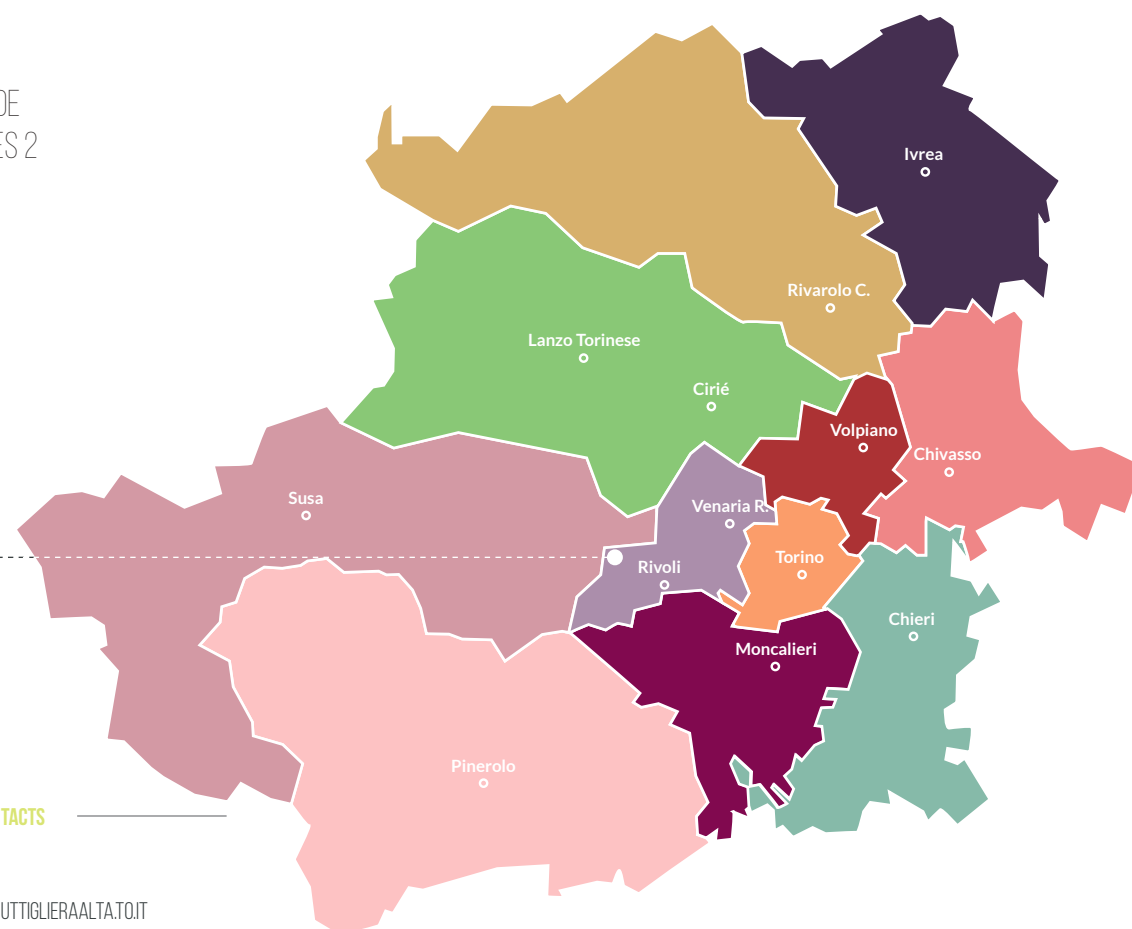 DE
ES 2
Ivrea
Rivarolo C.
Lanzo Torinese
Cirié
Volpiano
Chivasso
Susa
Venaria R.
Torino
Rivoli
Chieri
Moncalieri
Pinerolo
TACTS
UTTIGLIERAALTA.TO.IT